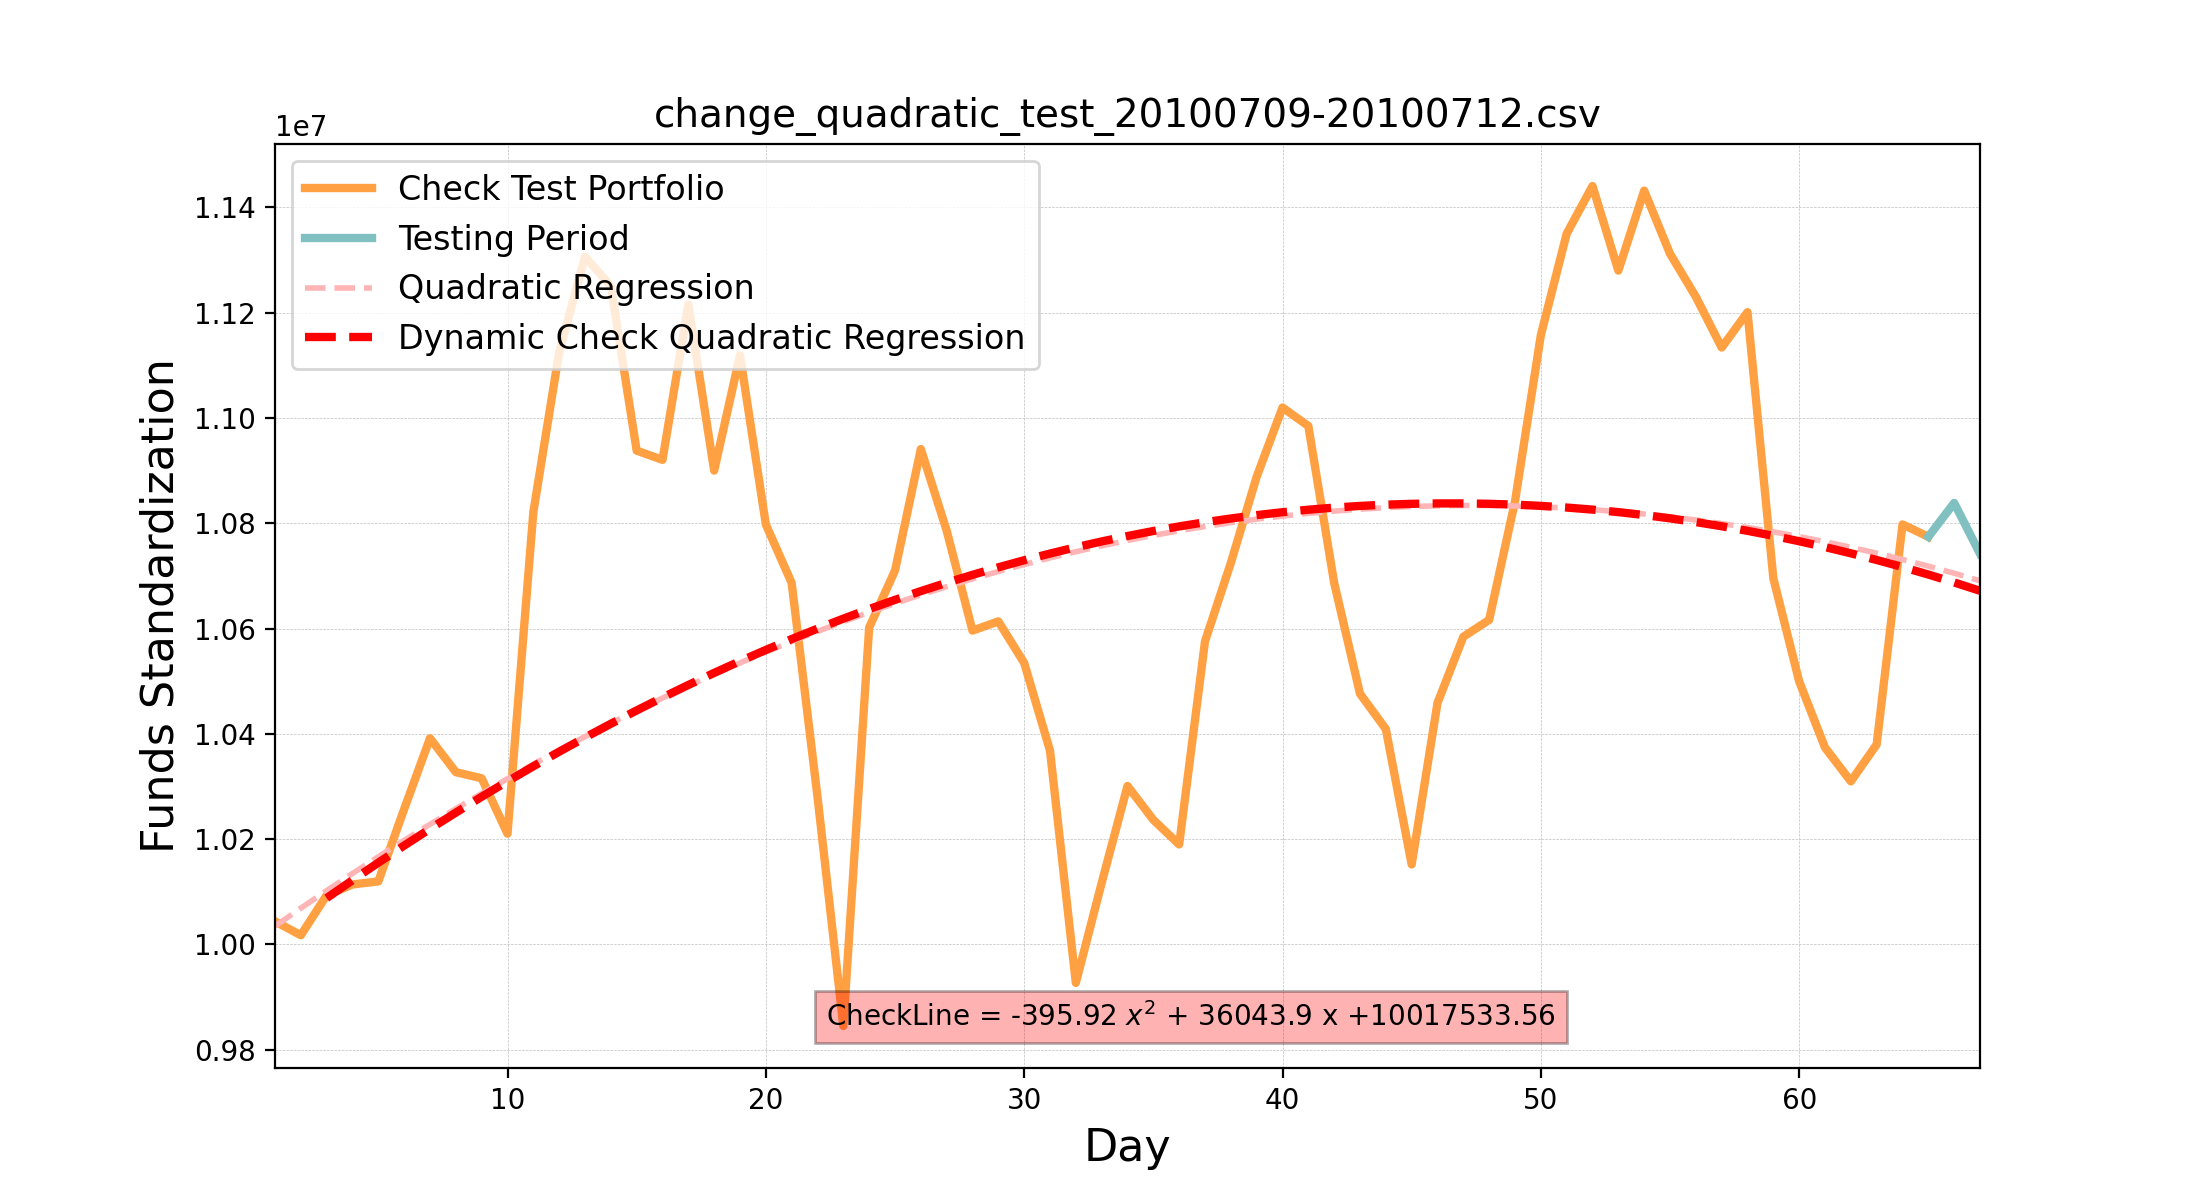 change_quadratic_test_20100709-20100712.csv
1e7
Check Test Portfolio
Testing Period
Quadratic Regression
Dynamic Check Quadratic Regression
1.14
1.12
1.10
1.08
1.06
1.04
1.02
1.00
0.98
Funds Standardization
CheckLine = -395.92 x² + 36043.9 x +10017533.56
10 20 30 40 50 60
Day